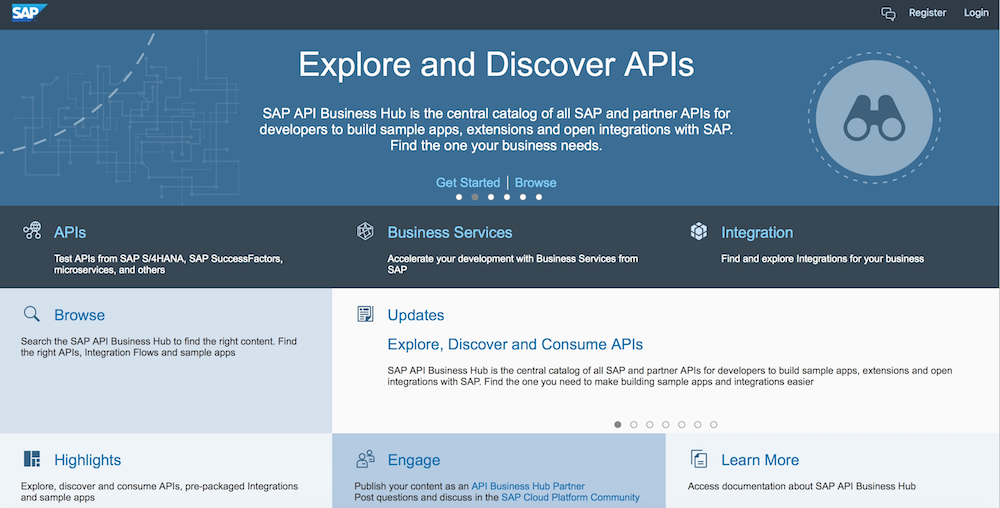 SAP
Register
Login
Explore and Discover APIs
SAP API Business Hub is the central catalog of all SAP and partner APIs for
developers to build sample apps, extensions and open integrations with SAP.
Find the one your business needs.
Get Started | Browse
APIs
Test APIs from SAP S/4HANA, SAP SuccessFactors,
microservices, and others
Business Services
Accelerate your development with Business Services from
SAP
Integration
Find and explore Integrations for your business
Browse
Search the SAP API Business Hub to find the right content. Find
the right APIs, Integration Flows and sample apps
Updates
Explore, Discover and Consume APIs
SAP API Business Hub is the central catalog of all SAP and partner APIs for developers to build sample apps, extensions and open
integrations with SAP. Find the one you need to make building sample apps and integrations easier
Highlights
Explore, discover and consume APIs, pre-packaged Integrations
and sample apps
Engage
Publish your content as an API Business Hub Partner
Post questions and discuss in the SAP Cloud Platform Community
Learn More
Access documentation about SAP API Business Hub